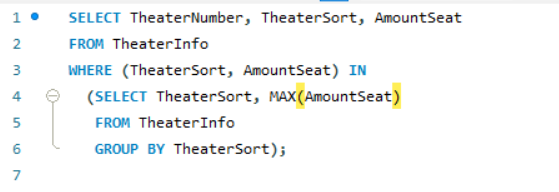 1 SELECT TheaterNumber, TheaterSort, AmountSeat
2 FROM TheaterInfo
3 WHERE (TheaterSort, AmountSeat) IN
4 (SELECT TheaterSort, MAX(AmountSeat)
5 FROM TheaterInfo
6 GROUP BY TheaterSort);
7